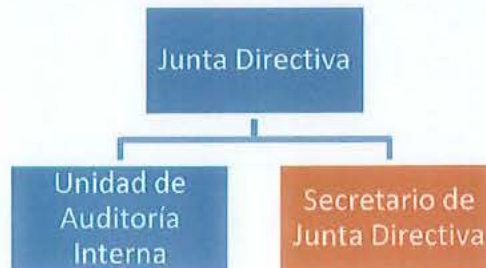 Junta Directiva
Unidad de
Auditoría
Interna
Secretario de
Junta Directiva